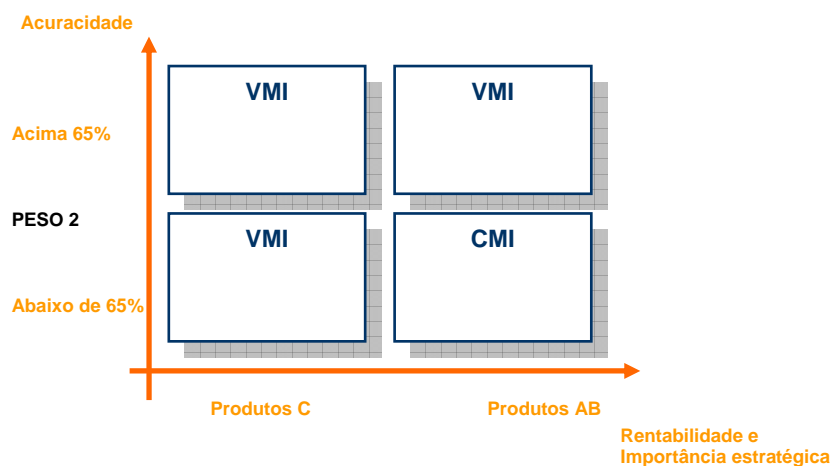 Acuracidade
VMI
VMI
Acima 65%
PESO 2
VMI
CMI
Abaixo de 65%
Produtos C
Produtos AB
Rentabilidade e
Importância estratégica